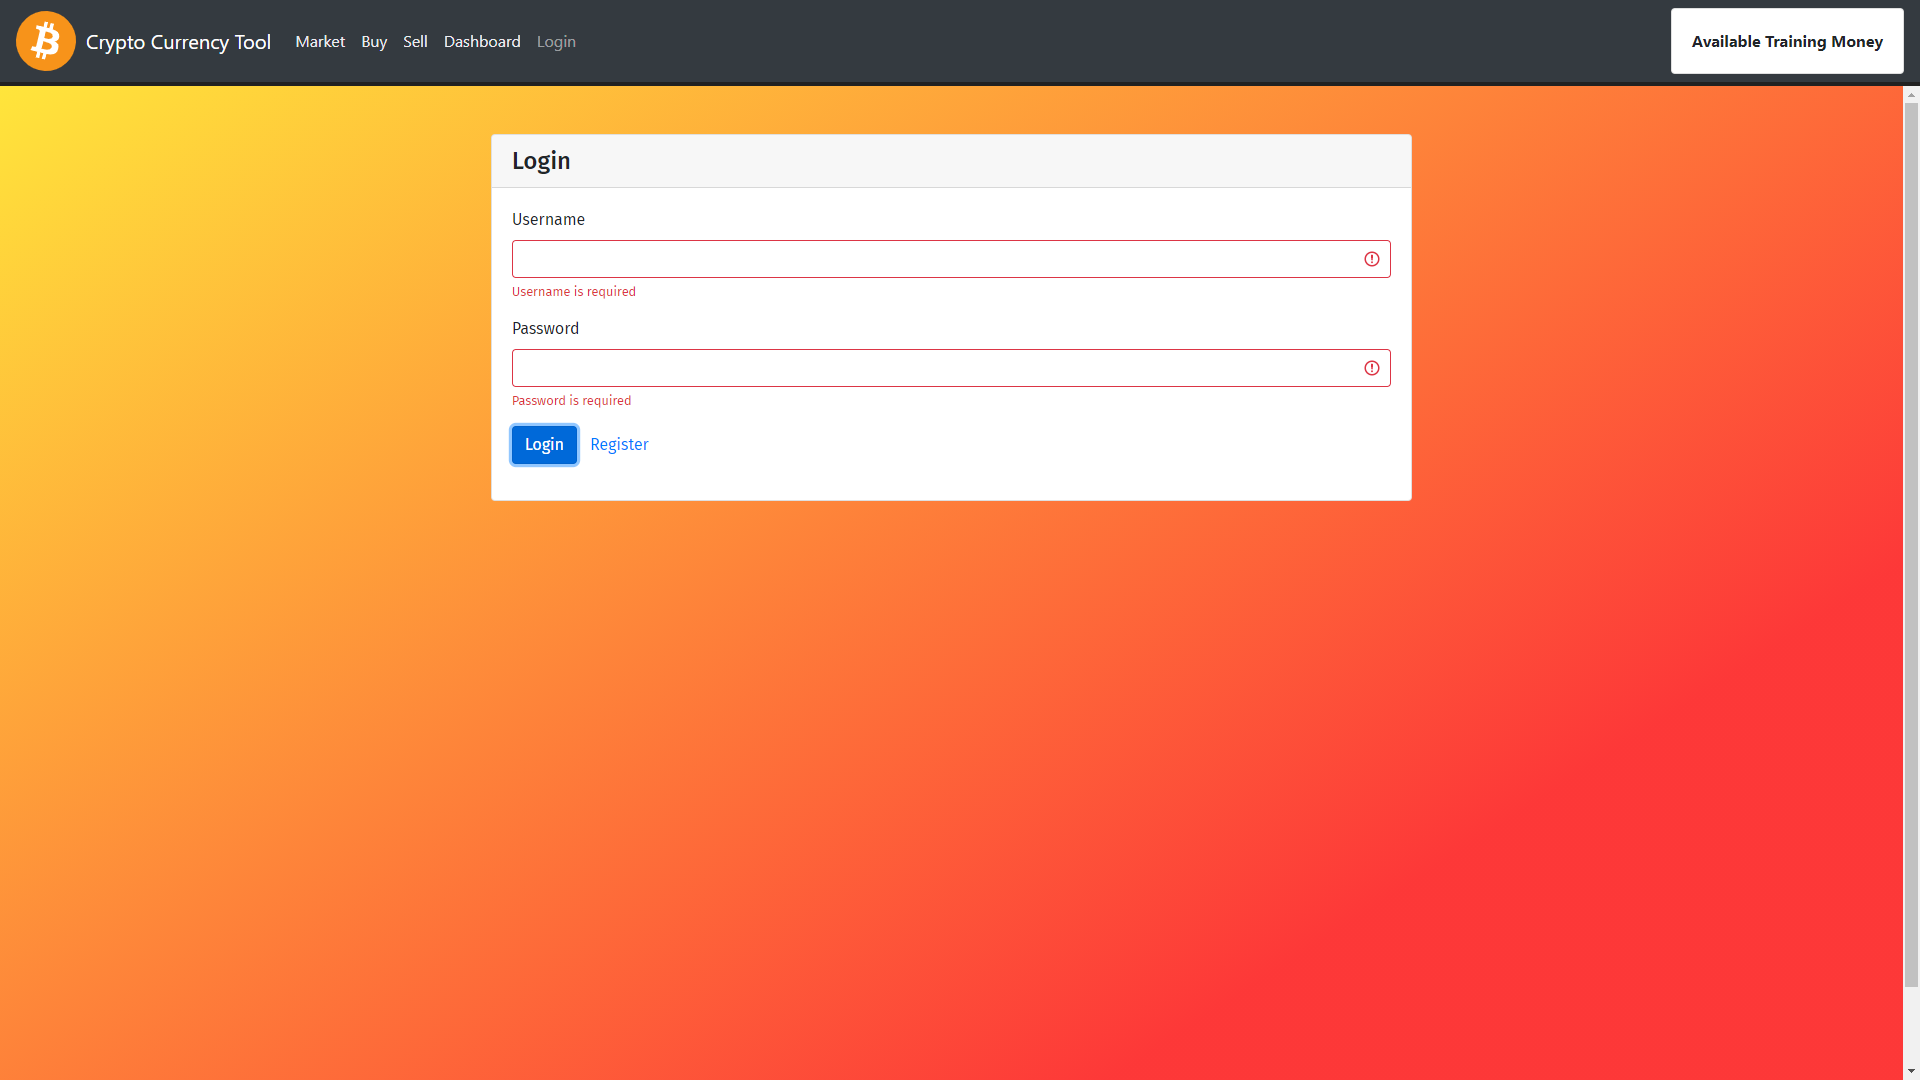 Crypto Currency Tool Market Buy Sell Dashboard Login Available Training Money
Login
Username
Username is required
Password
Password is required
Login Register